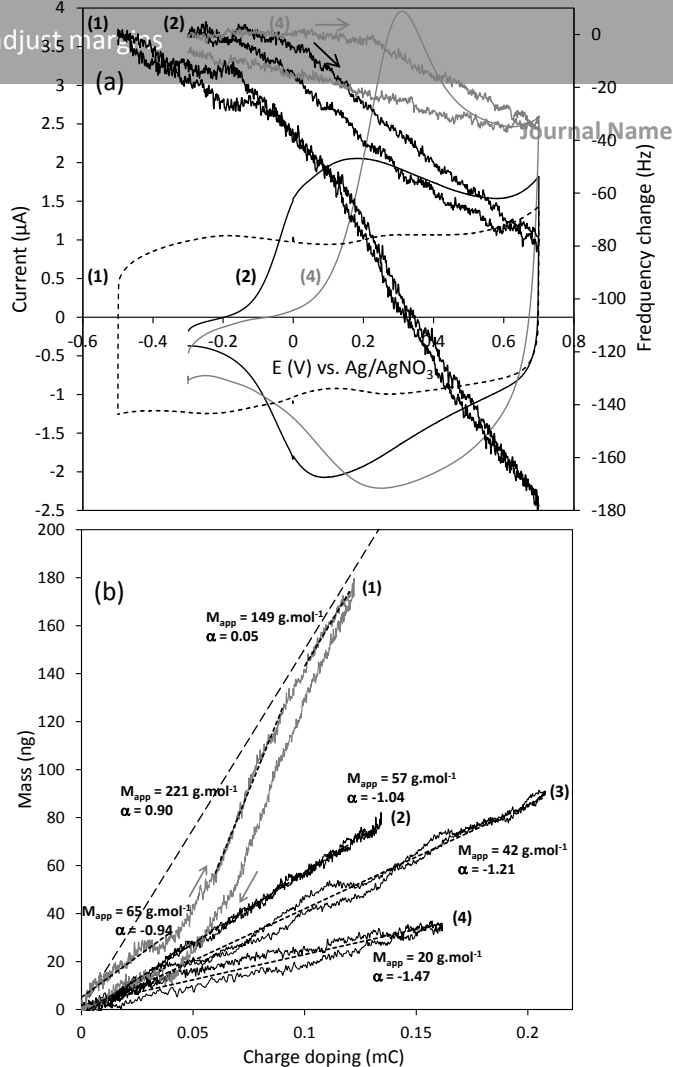 adjust margins
Journal Name
(a)
(1)
(2)
(4)
4
3.5
3
2.5
2
1.5
1
0.5
0
-0.5
-1
-1.5
-2
-2.5
Current (µA)
(1)
(2)
(4)
-0.6
-0.4
-0.2
0
0.2
0.4
0.6
0.8
E (V) vs. Ag/AgNO3
0
-20
-40
-60
-80
-100
-120
-140
-160
-180
Fredquency change (Hz)
(b)
200
180
160
140
120
100
80
60
40
20
0
Mass (ng)
(1)
Mapp = 149 g.mol-1
α = 0.05
Mapp = 221 g.mol-1
α = 0.90
Mapp = 57 g.mol-1
α = -1.04
(2)
(3)
Mapp = 42 g.mol-1
α = -1.21
Mapp = 65 g.mol-1
α = -0.94
(4)
Mapp = 20 g.mol-1
α = -1.47
0
0.05
0.1
0.15
0.2
Charge doping (mC)